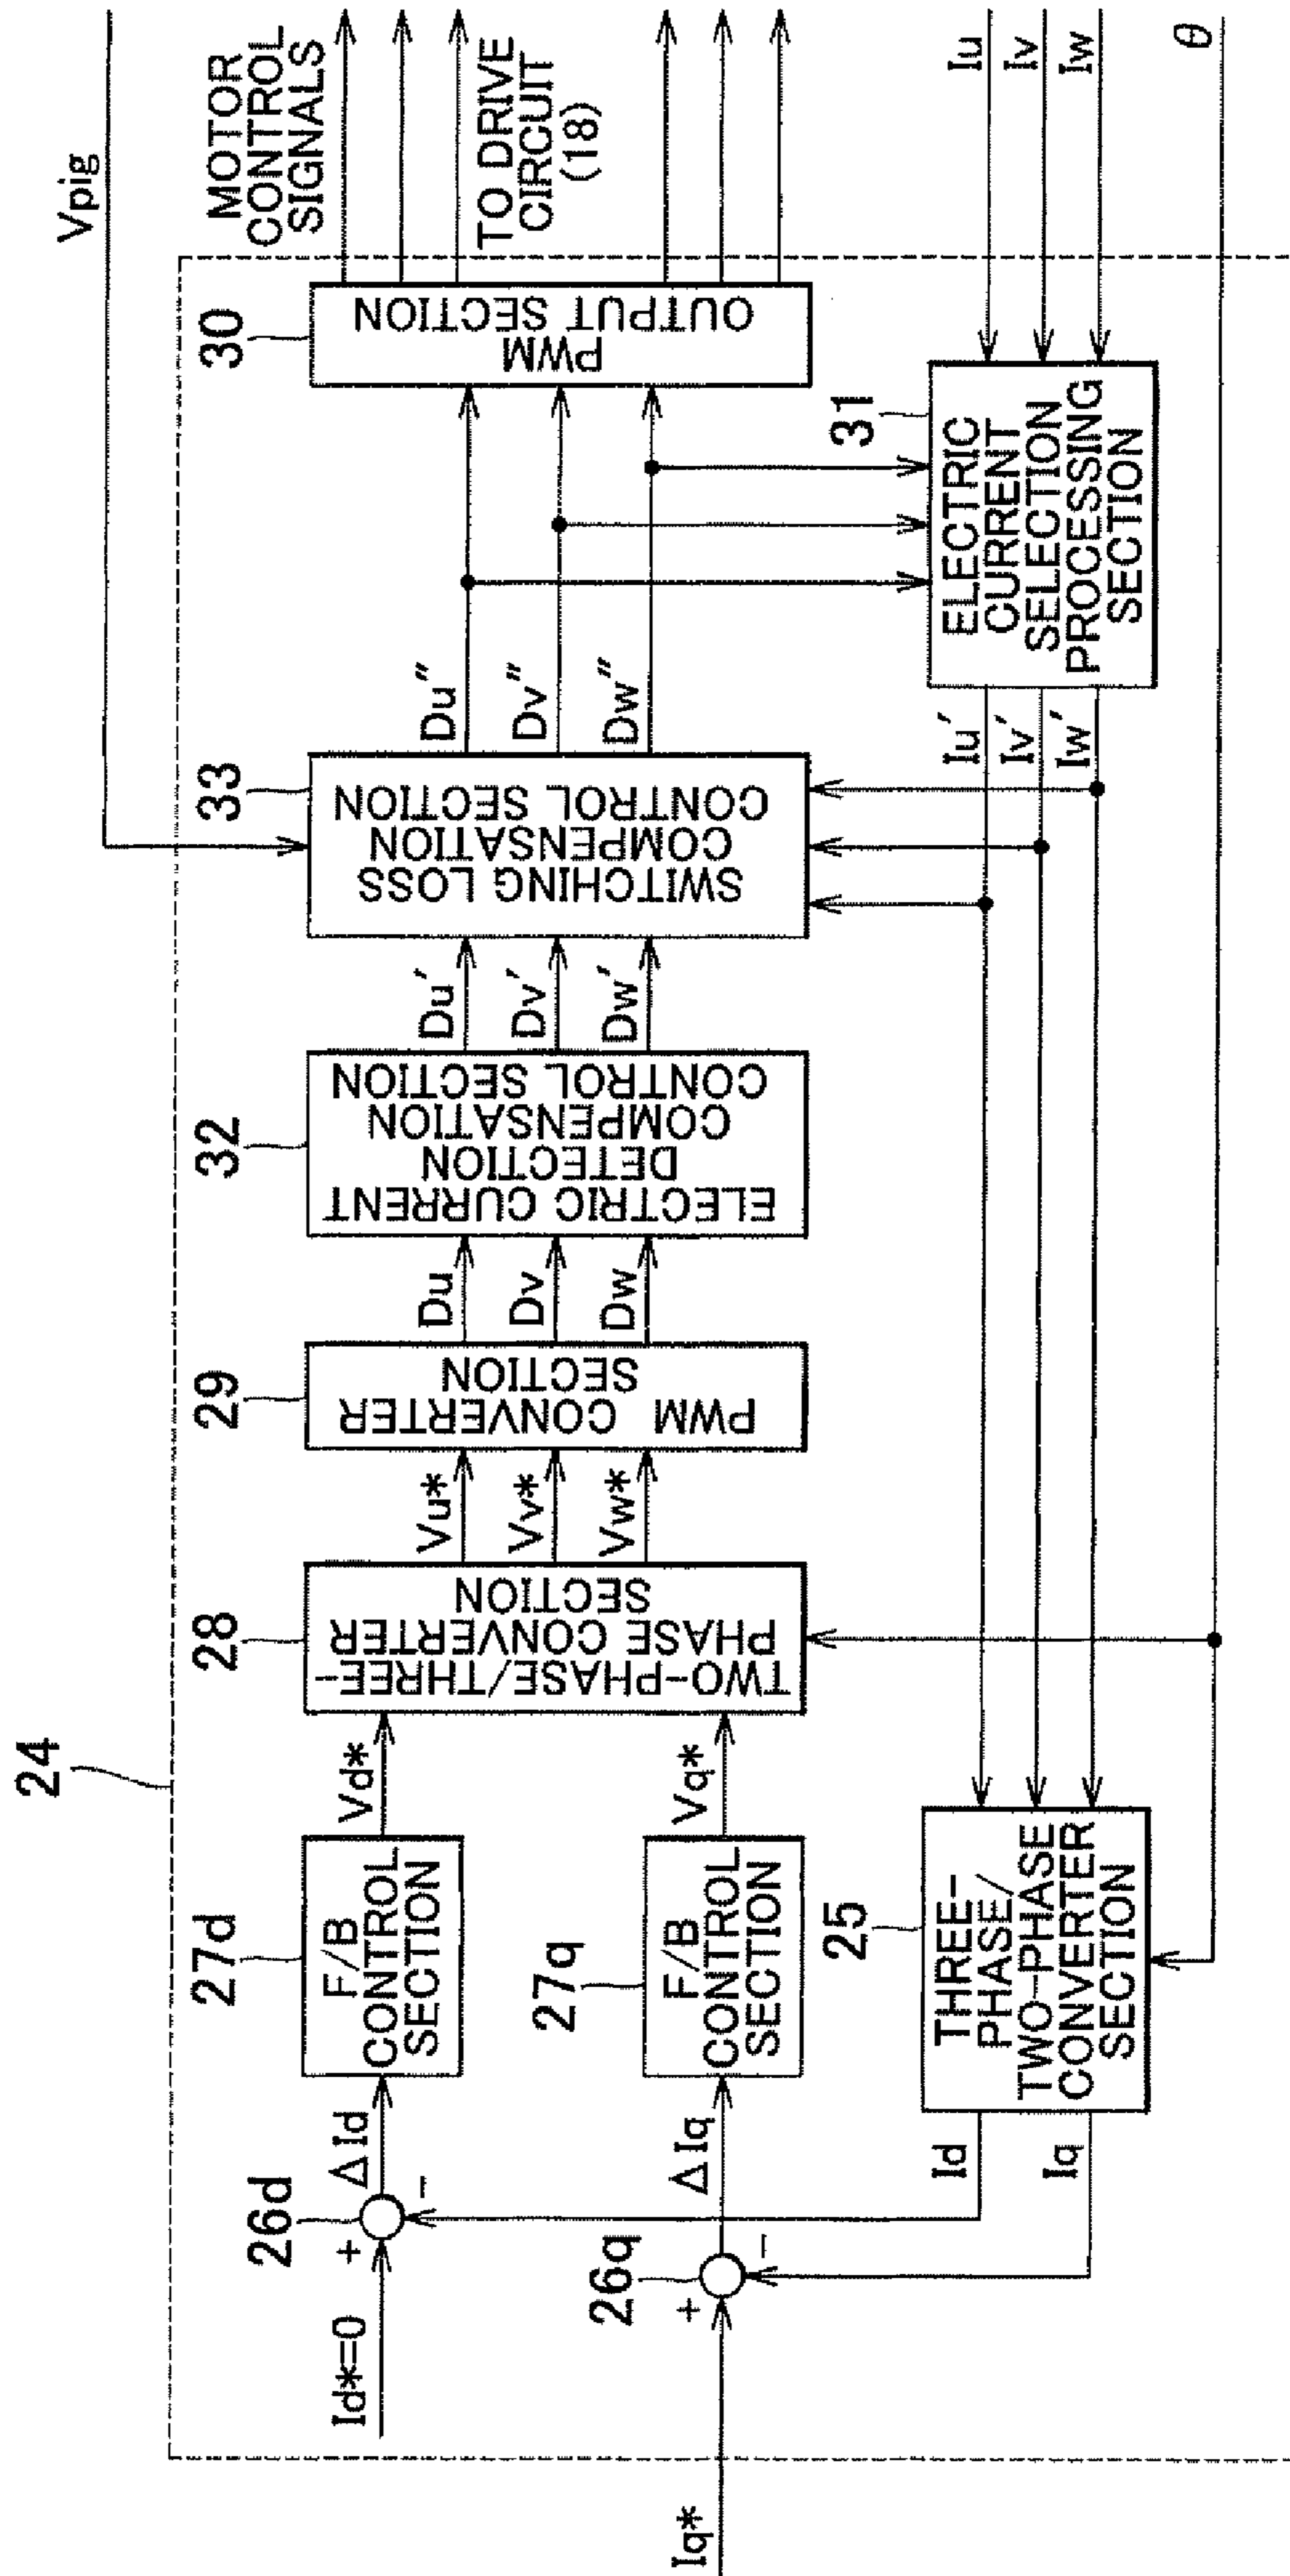 Vpig
MOTOR
CONTROL
SIGNALS
TO DRIVE
CIRCUIT
(18)
24
26d
27d
28
29
32
33
30
Id*=0
+
-
ΔId
F/B
CONTROL
SECTION
Vd*
Iq*
26q
+
-
ΔIq
27q
F/B
CONTROL
SECTION
Vq*
TWO-PHASE/THREE-
PHASE CONVERTER
SECTION
Vu*
Vv*
Vw*
PWM CONVERTER
SECTION
Du
Dv
Dw
ELECTRIC CURRENT
DETECTION
COMPENSATION
CONTROL SECTION
Du′
Dv′
Dw′
SWITCHING LOSS
COMPENSATION
CONTROL SECTION
Du″
Dv″
Dw″
PWM
OUTPUT SECTION
Id
Iq
25
THREE-
PHASE/
TWO-PHASE
CONVERTER
SECTION
Iu′
Iv′
Iw′
31
ELECTRIC
CURRENT
SELECTION
PROCESSING
SECTION
Iu
Iv
Iw
θ